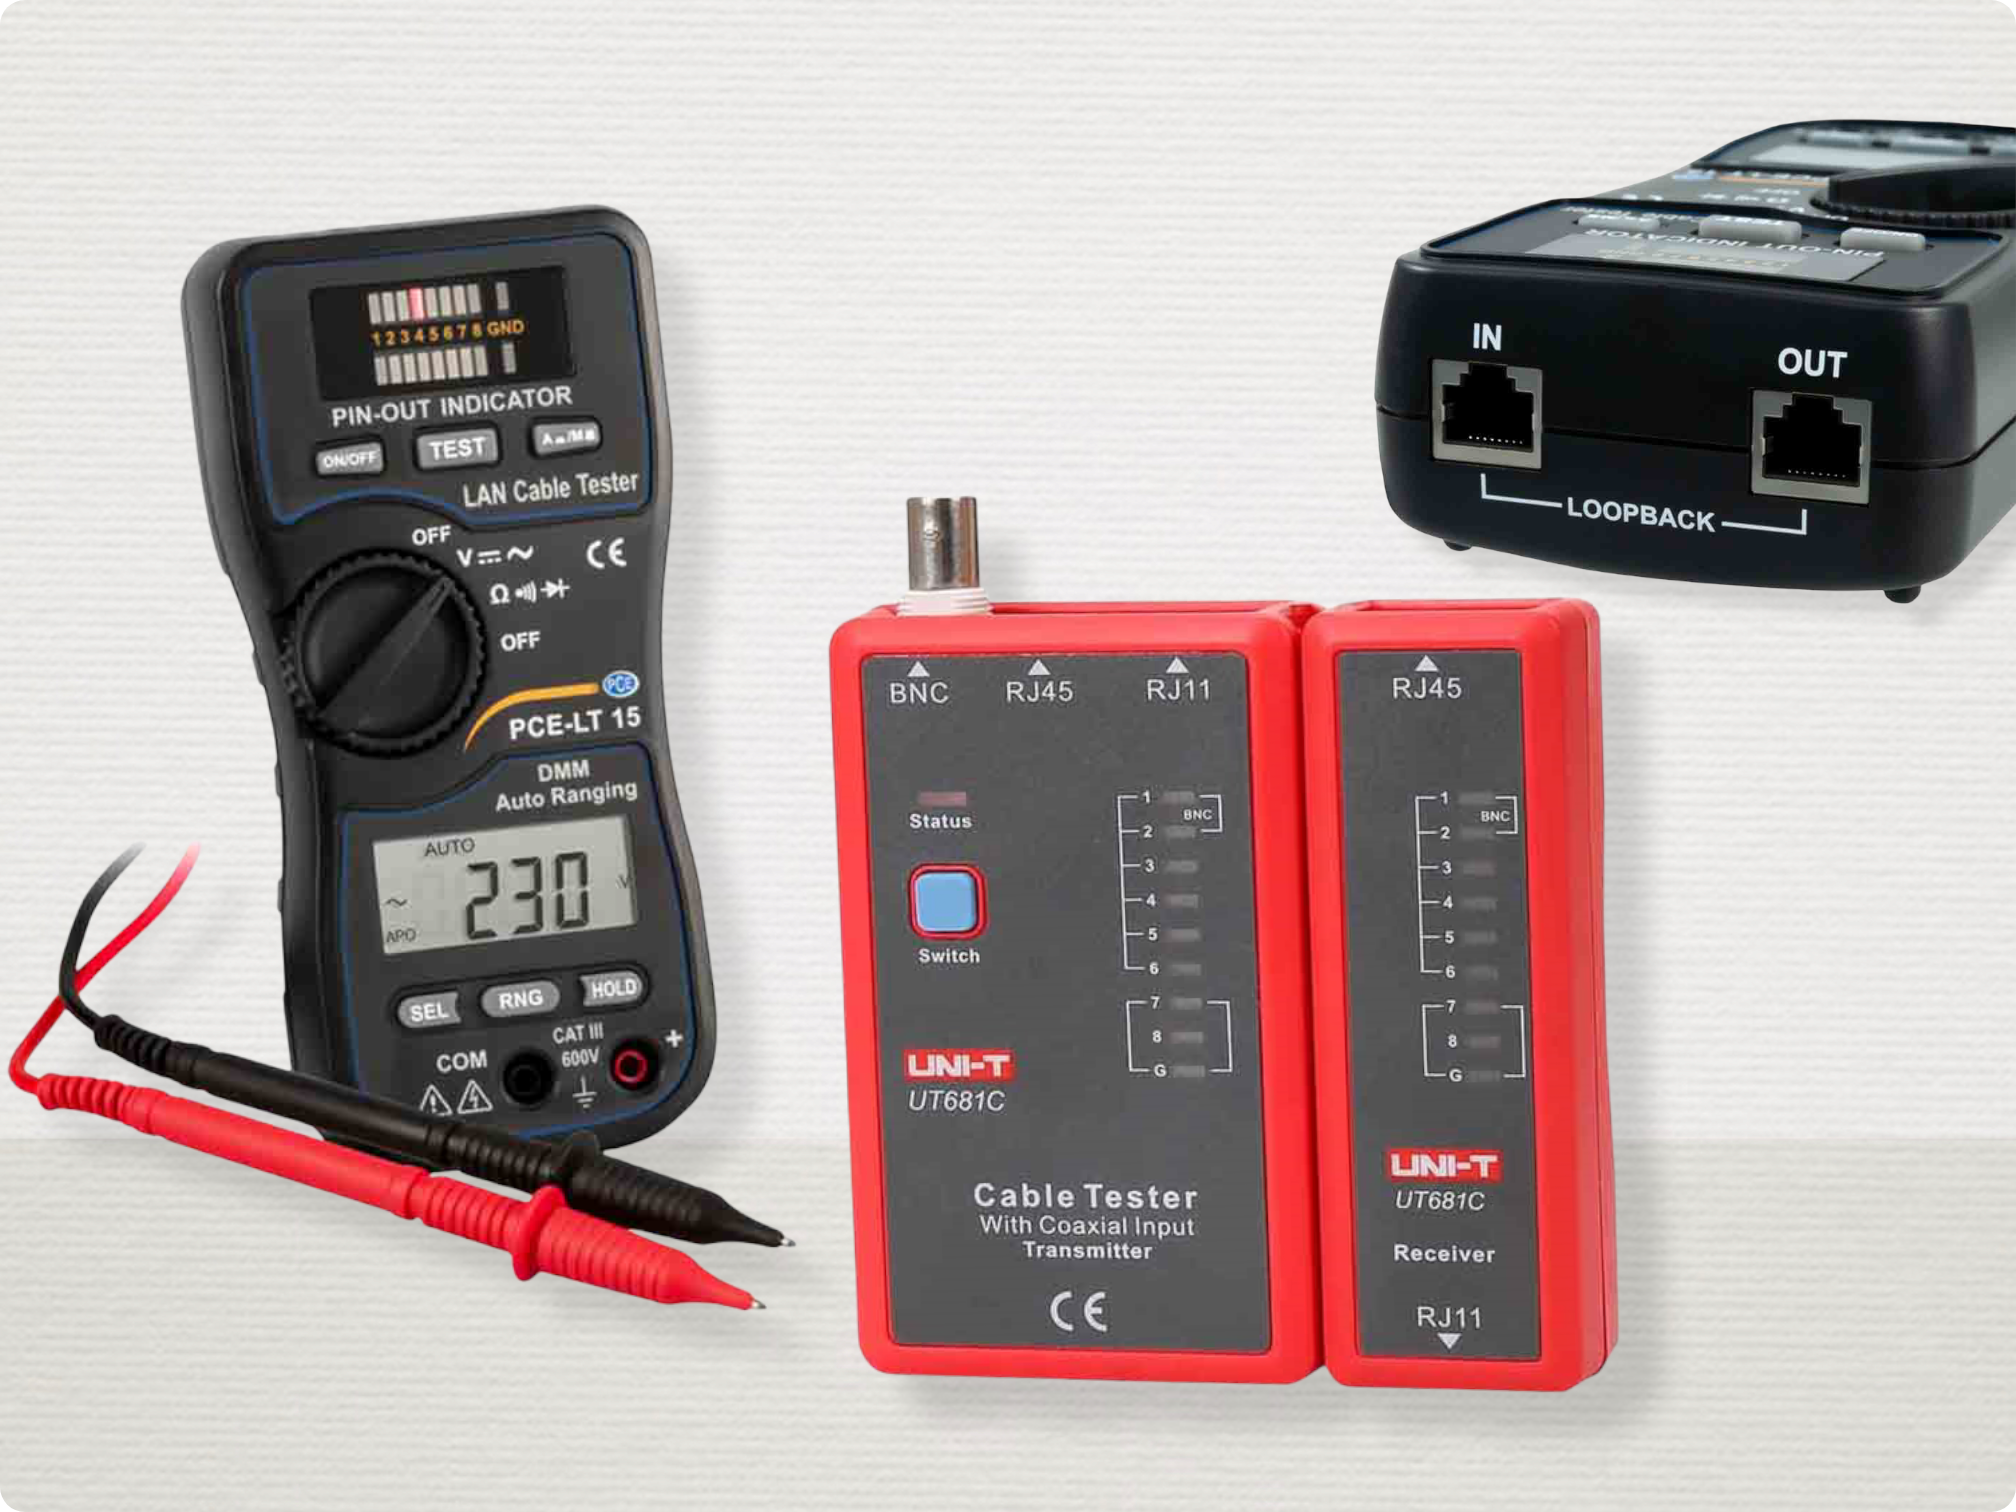 1 2 3 4 5 6 7 8 GND
PIN-OUT INDICATOR
ON/OFF
TEST
LAN Cable Tester
OFF
V
CE
Ω
OFF
PCE
PCE-LT 15
DMM
Auto Ranging
AUTO
230
V
APO
SEL
RNG
HOLD
CAT III
600V
COM
+
IN
OUT
LOOPBACK
PIN-OUT INDICATOR
BNC
RJ45
RJ11
Status
Switch
1
BNC
2
3
4
5
6
7
8
G
UNI-T
UT681C
Cable Tester
With Coaxial Input
Transmitter
CE
RJ45
1
BNC
2
3
4
5
6
7
8
G
UNI-T
UT681C
Receiver
RJ11